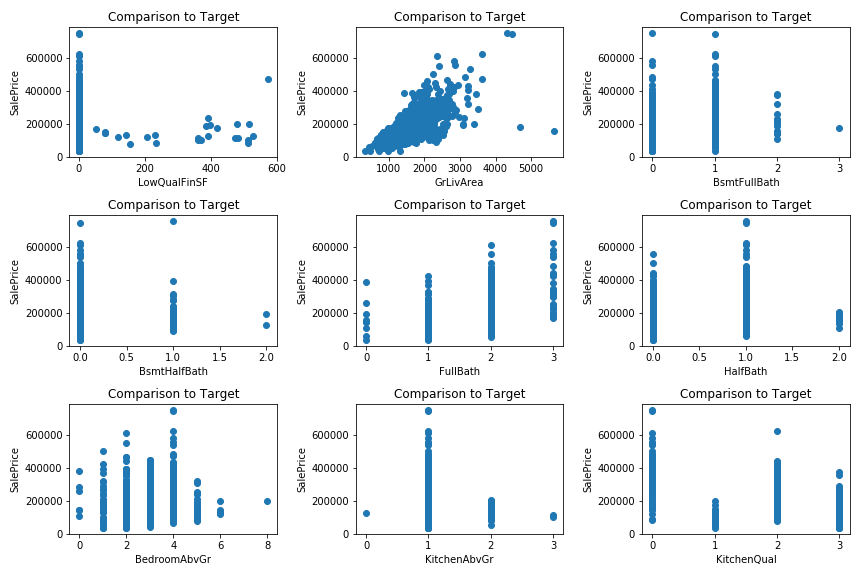 Comparison to Target Comparison to Target Comparison to Target
SalePrice 600000 400000 200000 0 SalePrice 600000 400000 200000 0 SalePrice 600000 400000 200000 0
0 200 400 600 1000 2000 3000 4000 5000 0 1 2 3
LowQualFinSF GrLivArea BsmtFullBath
Comparison to Target Comparison to Target Comparison to Target
SalePrice 600000 400000 200000 0 SalePrice 600000 400000 200000 0 SalePrice 600000 400000 200000 0
0.0 0.5 1.0 1.5 2.0 0 1 2 3 0.0 0.5 1.0 1.5 2.0
BsmtHalfBath FullBath HalfBath
Comparison to Target Comparison to Target Comparison to Target
SalePrice 600000 400000 200000 0 SalePrice 600000 400000 200000 0 SalePrice 600000 400000 200000 0
0 2 4 6 8 0 1 2 3 0 1 2 3
BedroomAbvGr KitchenAbvGr KitchenQual